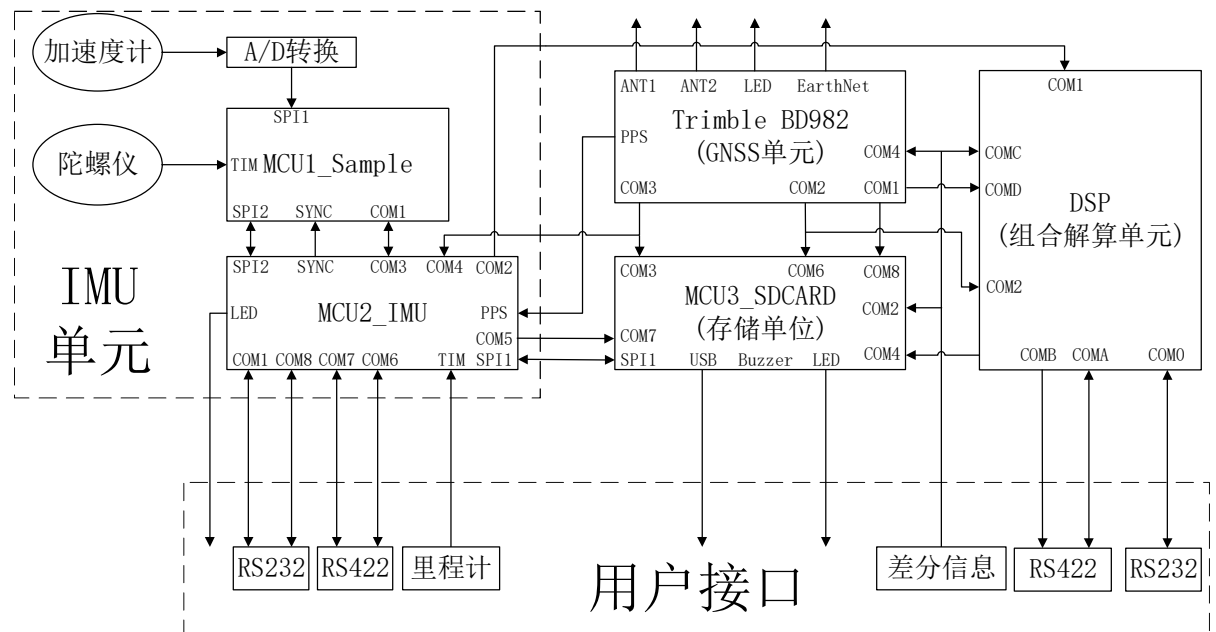 加速度计
A/D转换
SPI1
陀螺仪
TIM
MCU1_Sample
SPI2 SYNC COM1
SPI2 SYNC COM3 COM4 COM2
LED
MCU2_IMU
PPS
COM5
COM1 COM8 COM7 COM6 TIM SPI1
IMU
单元
ANT1 ANT2 LED EarthNet
Trimble BD982
PPS
(GNSS单元)
COM4
COM3 COM2 COM1
COM3 COM6 COM8
MCU3_SDCARD
COM2
(存储单位)
COM7
SPI1 USB Buzzer LED COM4
COM1
COMC
COMD
DSP
(组合解算单元)
COM2
COMB COMA COM0
RS232
RS422
里程计
用户接口
差分信息
RS422
RS232